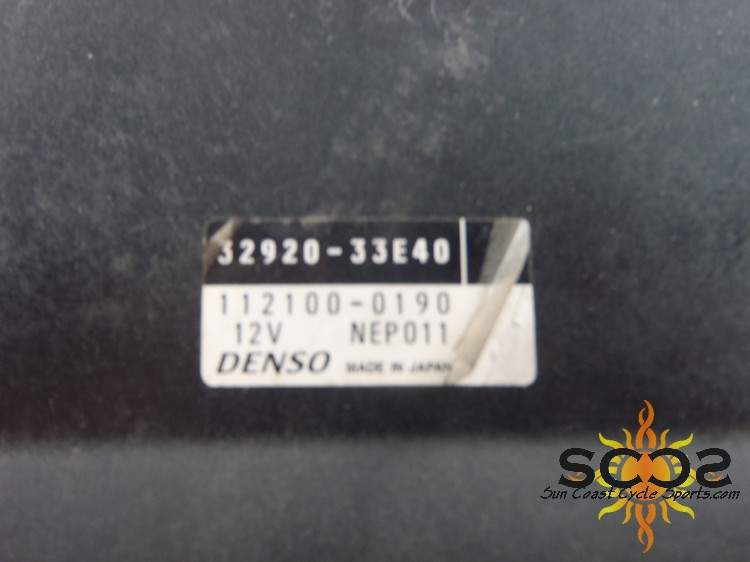 32920-33E40
112100-0190
12V NEP011
DENSO MADE IN JAPAN
SCCS
Sun Coast Cycle Sports.com